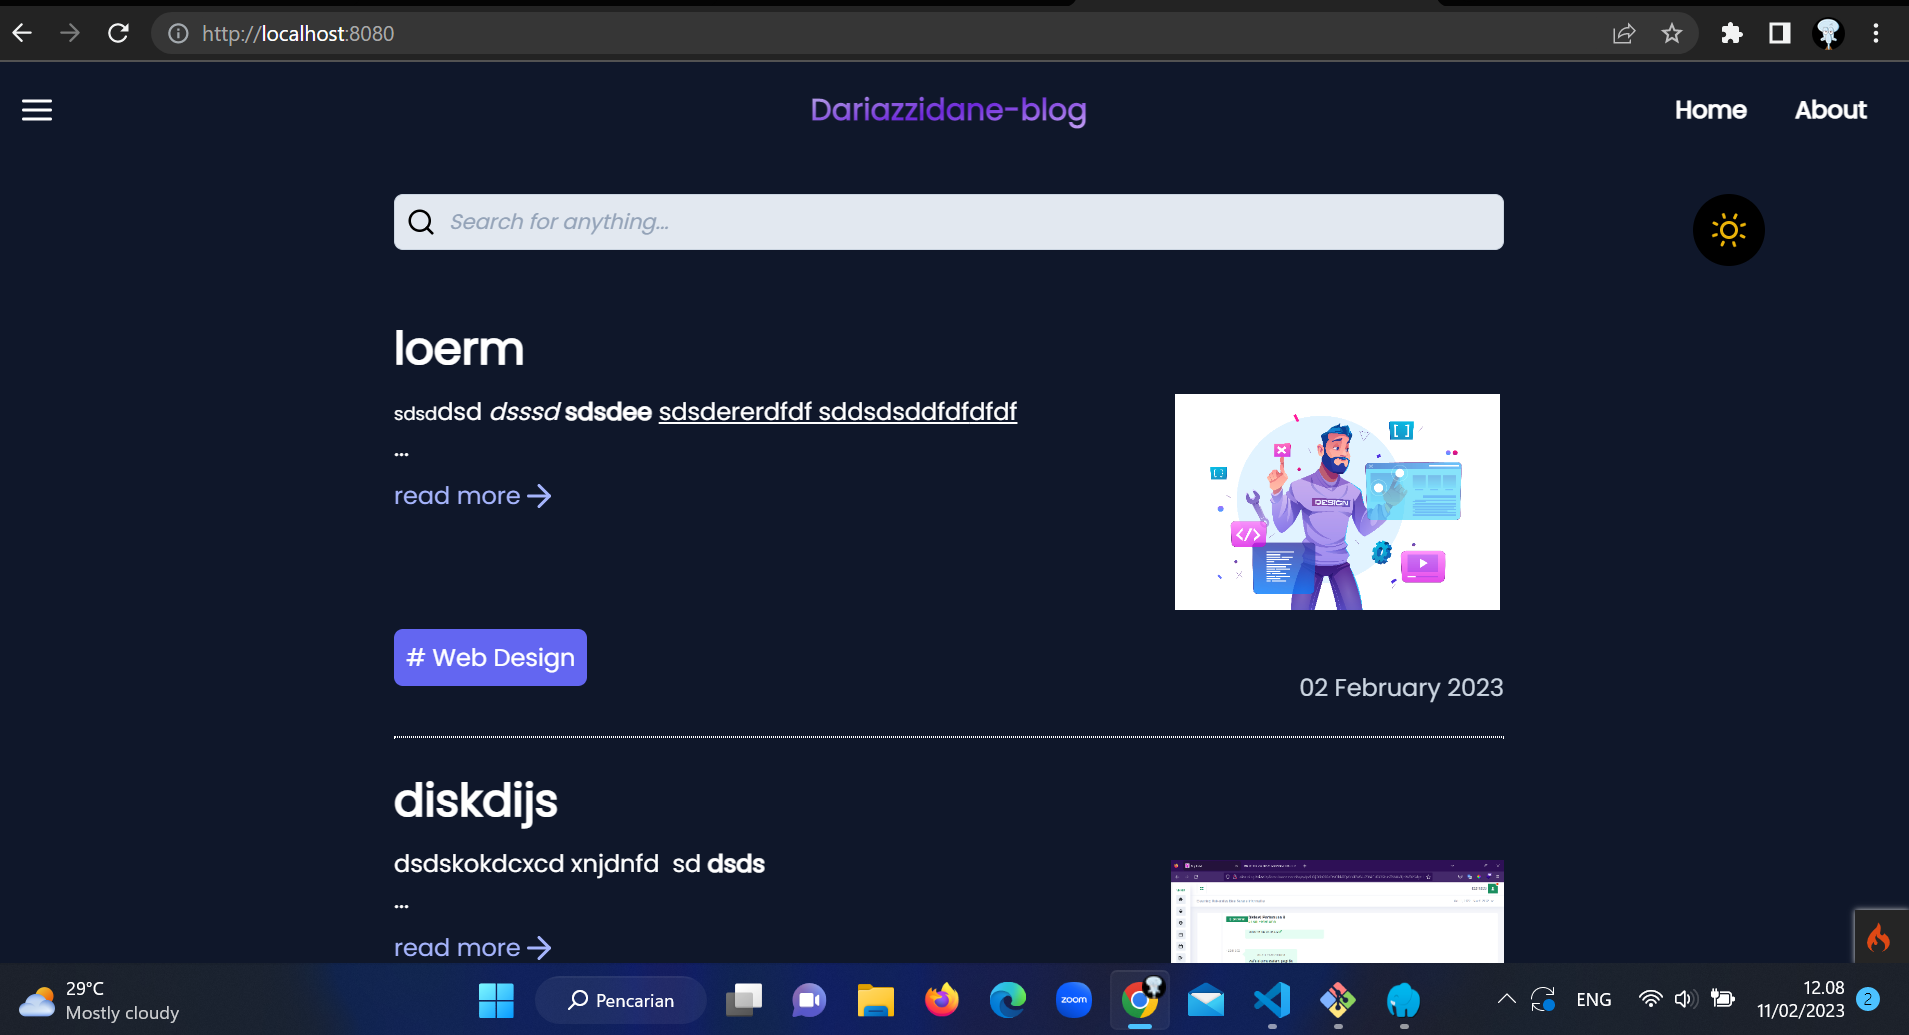 http://localhost:8080
Dariazzidane-blog
Home
About
Search for anything...
loerm
sdsddsd dsssd sdsdee sdsdererdfdf sddsdsddfdfdfdf
...
read more
DESIGN
[ ]
[ ]
</>
# Web Design
02 February 2023
diskdijs
dsdskokdcxcd xnjdnfd  sd dsds
...
read more
29°C
Mostly cloudy
Pencarian
zoom
ENG
12.08
11/02/2023
2